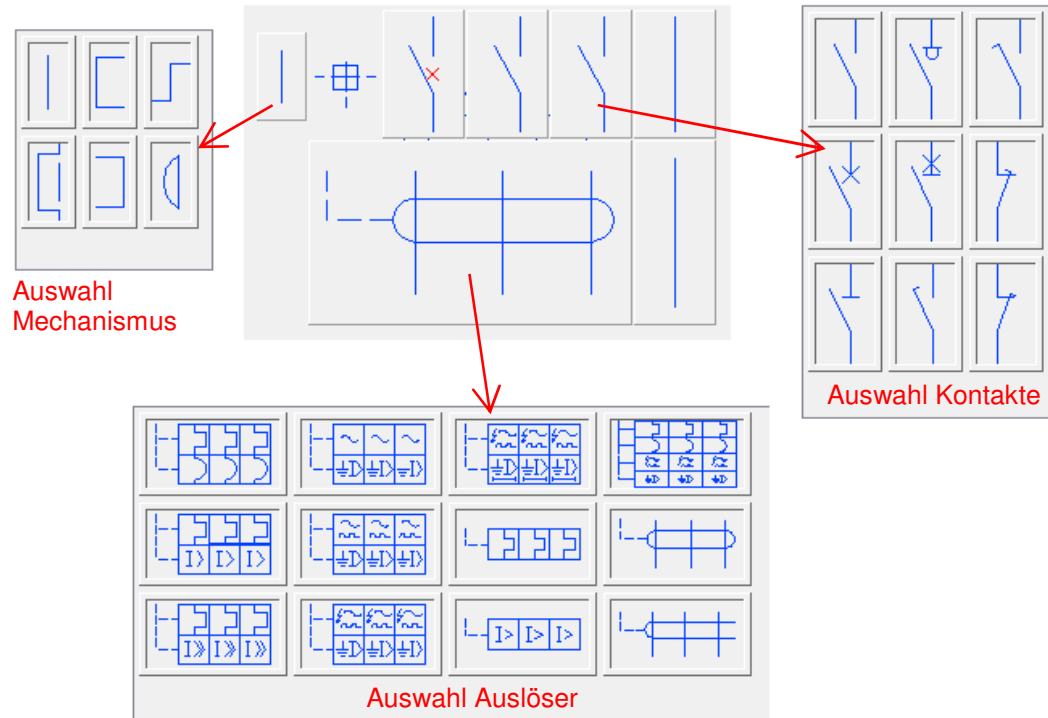 Auswahl
Mechanismus
Auswahl Kontakte
I> I> I>
I>> I>> I>>
I> I> I>
Auswahl Auslöser